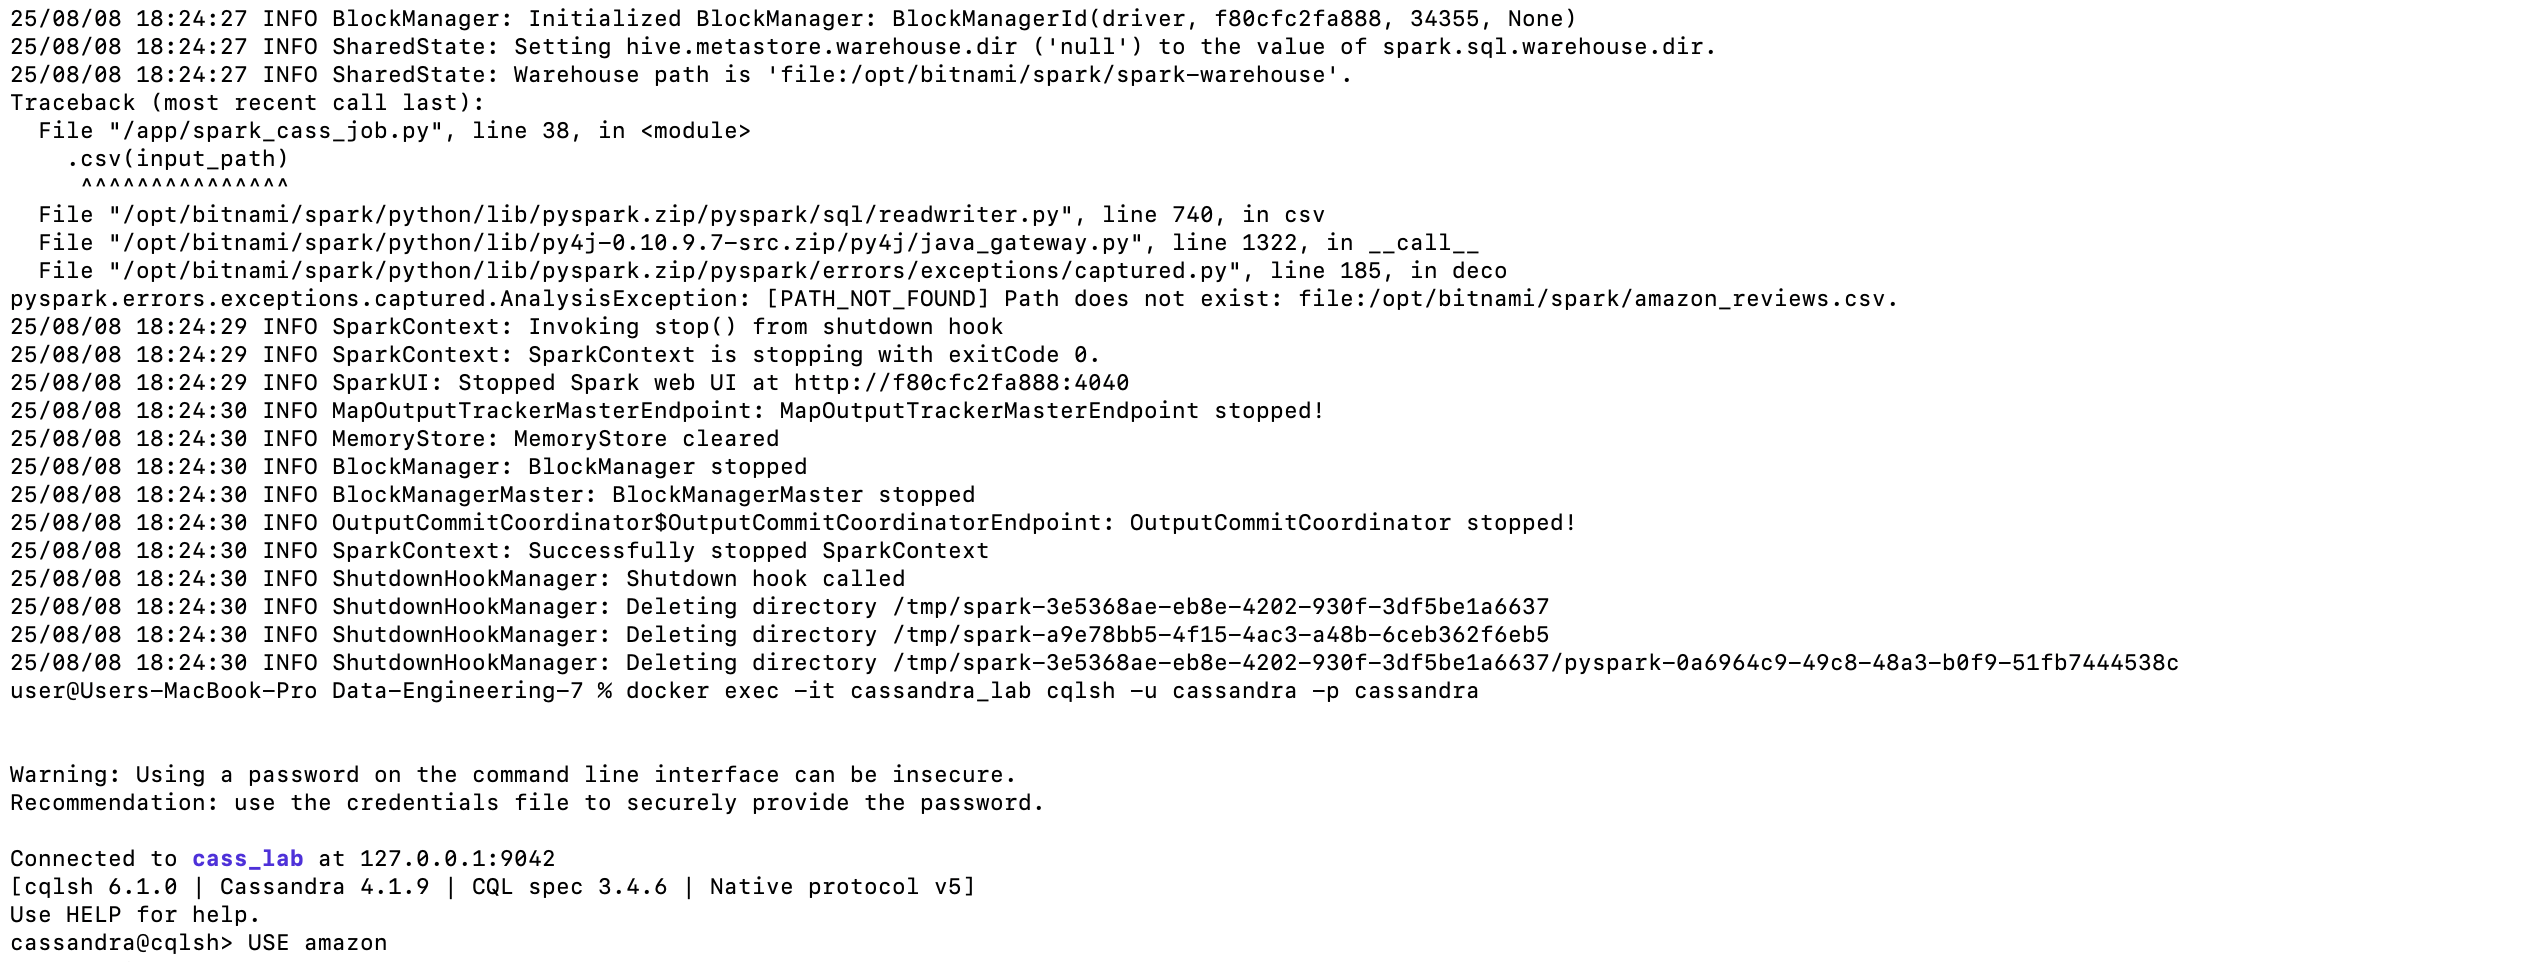 25/08/08 18:24:27 INFO BlockManager: Initialized BlockManager: BlockManagerId(driver, f80cfc2fa888, 34355, None)
25/08/08 18:24:27 INFO SharedState: Setting hive.metastore.warehouse.dir ('null') to the value of spark.sql.warehouse.dir.
25/08/08 18:24:27 INFO SharedState: Warehouse path is 'file:/opt/bitnami/spark/spark-warehouse'.
Traceback (most recent call last):
  File "/app/spark_cass_job.py", line 38, in <module>
    .csv(input_path)
     ^^^^^^^^^^^^^^^
  File "/opt/bitnami/spark/python/lib/pyspark.zip/pyspark/sql/readwriter.py", line 740, in csv
  File "/opt/bitnami/spark/python/lib/py4j-0.10.9.7-src.zip/py4j/java_gateway.py", line 1322, in __call__
  File "/opt/bitnami/spark/python/lib/pyspark.zip/pyspark/errors/exceptions/captured.py", line 185, in deco
pyspark.errors.exceptions.captured.AnalysisException: [PATH_NOT_FOUND] Path does not exist: file:/opt/bitnami/spark/amazon_reviews.csv.
25/08/08 18:24:29 INFO SparkContext: Invoking stop() from shutdown hook
25/08/08 18:24:29 INFO SparkContext: SparkContext is stopping with exitCode 0.
25/08/08 18:24:29 INFO SparkUI: Stopped Spark web UI at http://f80cfc2fa888:4040
25/08/08 18:24:30 INFO MapOutputTrackerMasterEndpoint: MapOutputTrackerMasterEndpoint stopped!
25/08/08 18:24:30 INFO MemoryStore: MemoryStore cleared
25/08/08 18:24:30 INFO BlockManager: BlockManager stopped
25/08/08 18:24:30 INFO BlockManagerMaster: BlockManagerMaster stopped
25/08/08 18:24:30 INFO OutputCommitCoordinator$OutputCommitCoordinatorEndpoint: OutputCommitCoordinator stopped!
25/08/08 18:24:30 INFO SparkContext: Successfully stopped SparkContext
25/08/08 18:24:30 INFO ShutdownHookManager: Shutdown hook called
25/08/08 18:24:30 INFO ShutdownHookManager: Deleting directory /tmp/spark-3e5368ae-eb8e-4202-930f-3df5be1a6637
25/08/08 18:24:30 INFO ShutdownHookManager: Deleting directory /tmp/spark-a9e78bb5-4f15-4ac3-a48b-6ceb362f6eb5
25/08/08 18:24:30 INFO ShutdownHookManager: Deleting directory /tmp/spark-3e5368ae-eb8e-4202-930f-3df5be1a6637/pyspark-0a6964c9-49c8-48a3-b0f9-51fb7444538c
user@Users-MacBook-Pro Data-Engineering-7 % docker exec -it cassandra_lab cqlsh -u cassandra -p cassandra
Warning: Using a password on the command line interface can be insecure.
Recommendation: use the credentials file to securely provide the password.
Connected to cass_lab at 127.0.0.1:9042
[cqlsh 6.1.0 | Cassandra 4.1.9 | CQL spec 3.4.6 | Native protocol v5]
Use HELP for help.
cassandra@cqlsh> USE amazon